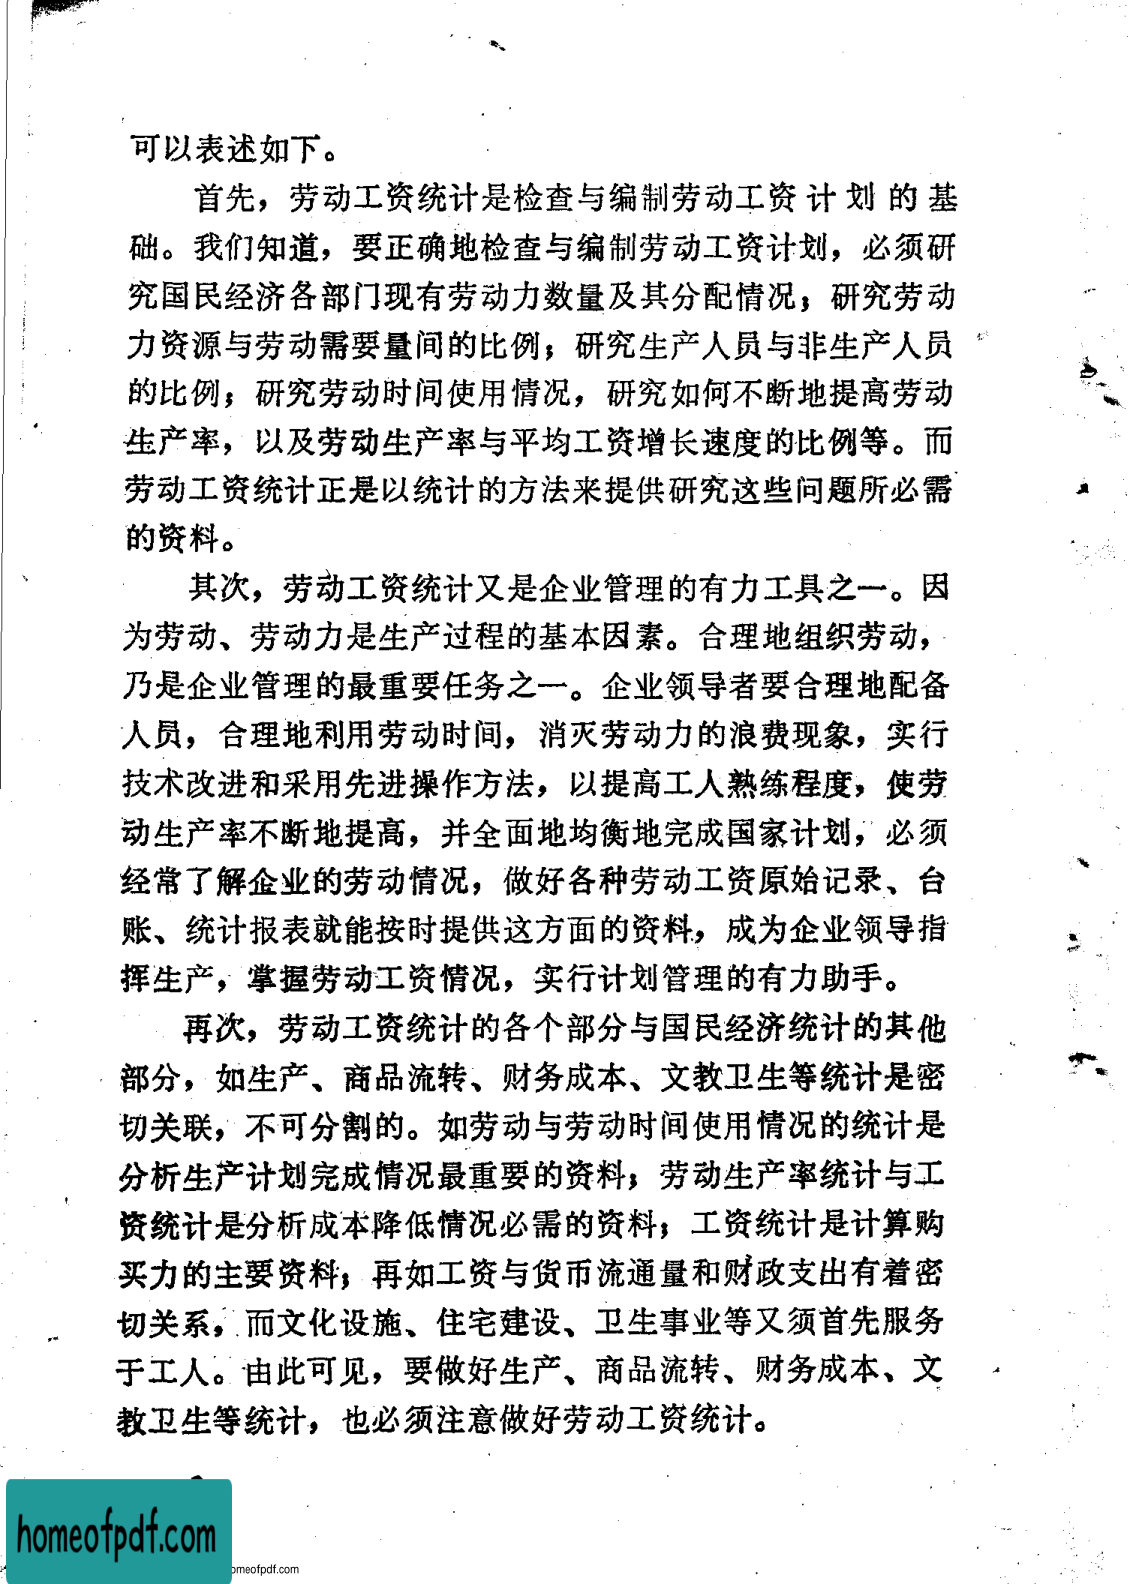 可以表述如下。
首先，劳动工资统计是检查与编制劳动工资计划的基
础。我们知道，要正确地检查与编制劳动工资计划，必须研
究国民经济各部门现有劳动力数量及其分配情况；研究劳动
力资源与劳动需要量间的比例；研究生产人员与非生产人员
的比例；研究劳动时间使用情况，研究如何不断地提高劳动
生产率，以及劳动生产率与平均工资增长速度的比例等。而
劳动工资统计正是以统计的方法来提供研究这些问题所必需
的资料。
其次，劳动工资统计又是企业管理的有力工具之一。因
为劳动、劳动力是生产过程的基本因素。合理地组织劳动，
乃是企业管理的最重要任务之一。企业领导者要合理地配备
人员，合理地利用劳动时间，消灭劳动力的浪费现象，实行
技术改进和采用先进操作方法，以提高工人熟练程度，使劳
动生产率不断地提高，并全面地均衡地完成国家计划，必须
经常了解企业的劳动情况，做好各种劳动工资原始记录、台
账、统计报表就能按时提供这方面的资料，成为企业领导指
挥生产，掌握劳动工资情况，实行计划管理的有力助手。
再次，劳动工资统计的各个部分与国民经济统计的其他
部分，如生产、商品流转、财务成本、文教卫生等统计是密
切关联，不可分割的。如劳动与劳动时间使用情况的统计是
分析生产计划完成情况最重要的资料；劳动生产率统计与工
资统计是分析成本降低情况必需的资料；工资统计是计算购
买力的主要资料；再如工资与货币流通量和财政支出有着密
切关系，而文化设施、住宅建设、卫生事业等又须首先服务
于工人。由此可见，要做好生产、商品流转、财务成本、文
教卫生等统计，也必须注意做好劳动工资统计。
homeofpdf.com
omeofpdf.com